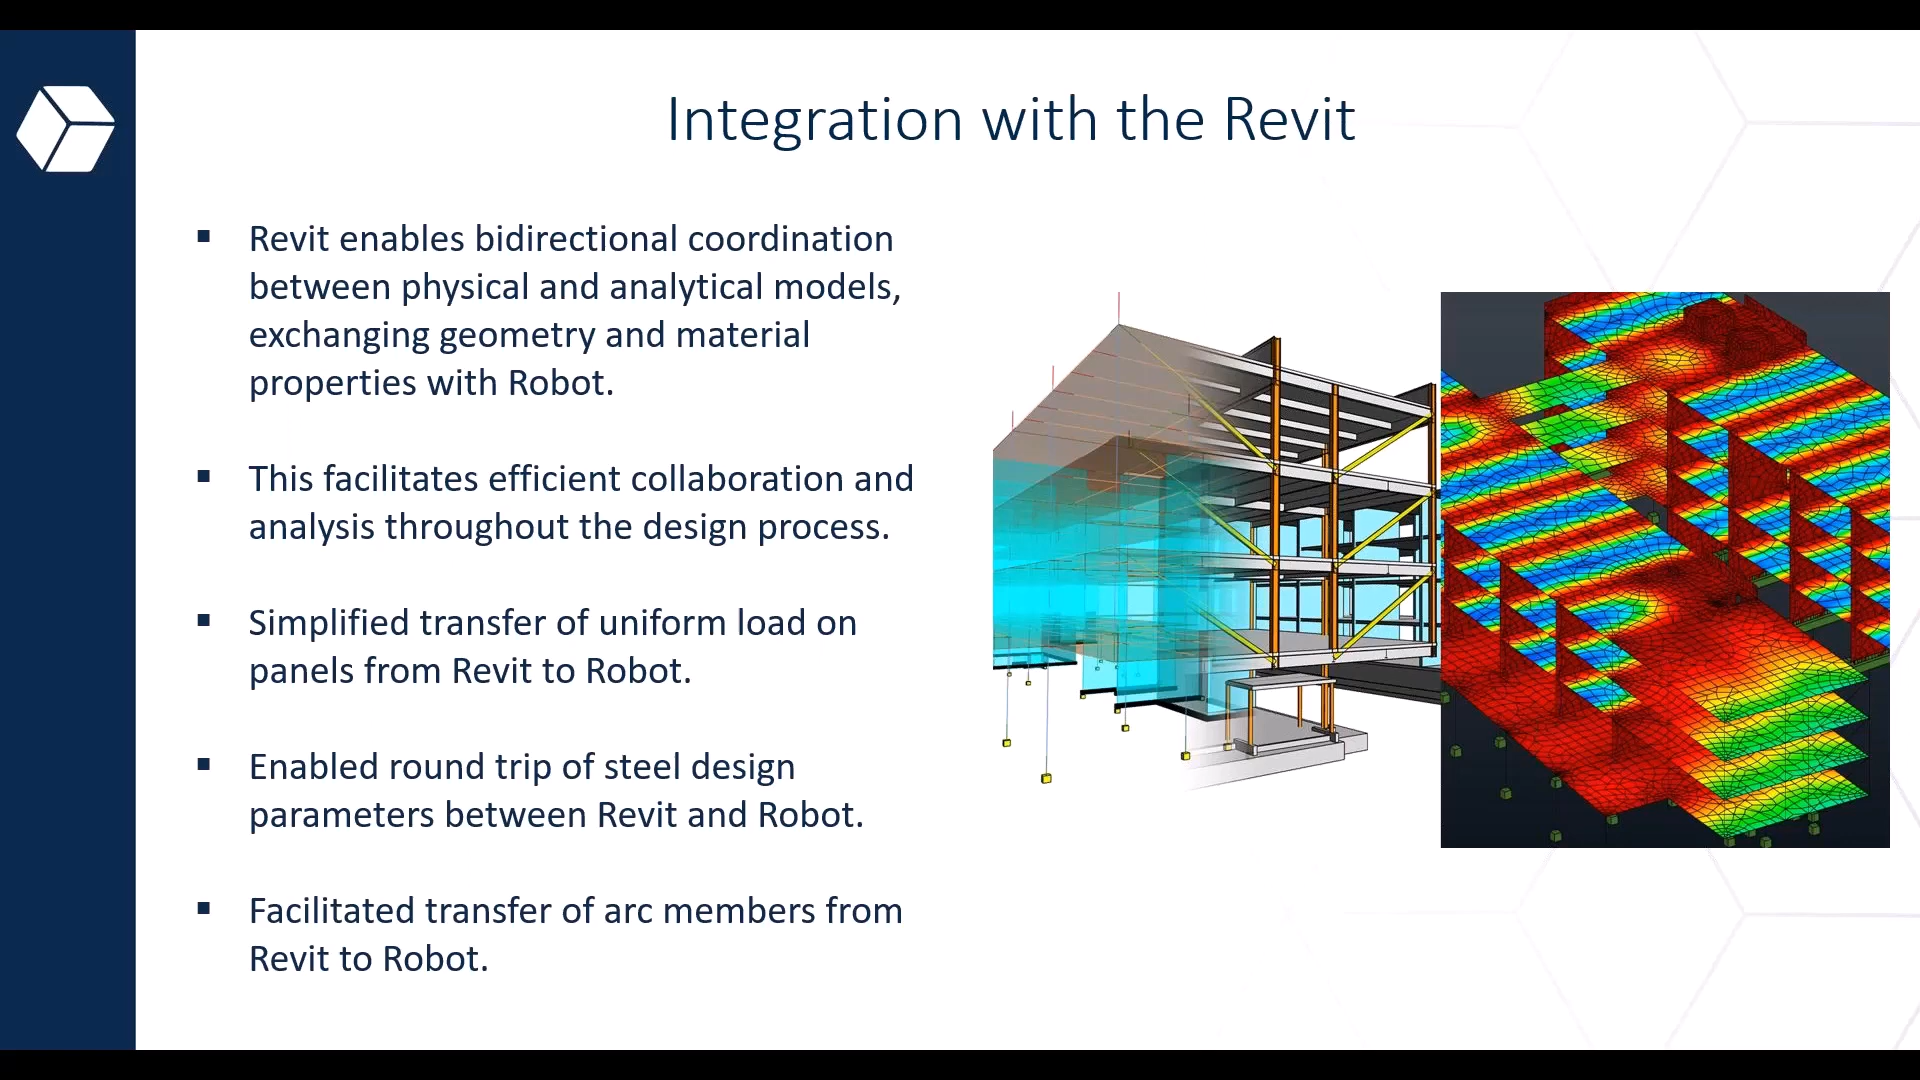 Integration with the Revit
▪ Revit enables bidirectional coordination
between physical and analytical models,
exchanging geometry and material
properties with Robot.
▪ This facilitates efficient collaboration and
analysis throughout the design process.
▪ Simplified transfer of uniform load on
panels from Revit to Robot.
▪ Enabled round trip of steel design
parameters between Revit and Robot.
▪ Facilitated transfer of arc members from
Revit to Robot.